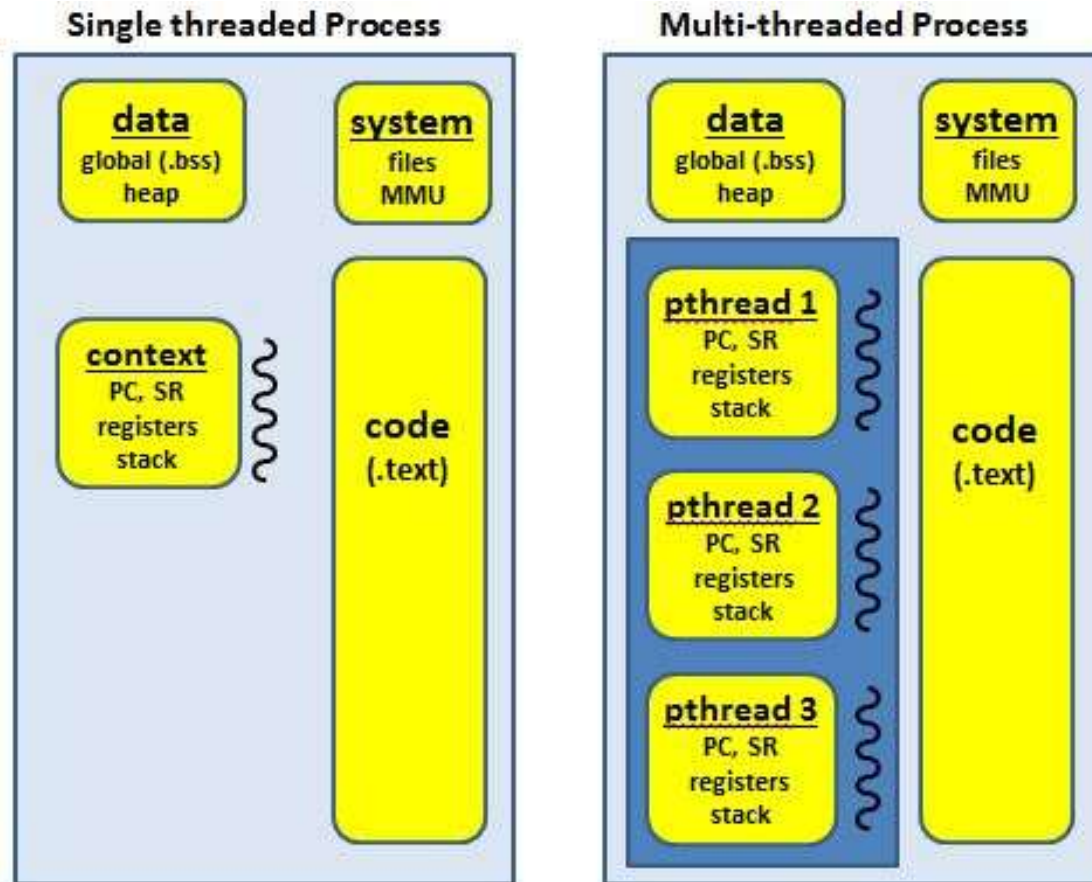 Single threaded Process
data
global (.bss)
heap
system
files
MMU
context
PC, SR
registers
stack
code
(.text)
Multi-threaded Process
data
global (.bss)
heap
system
files
MMU
pthread 1
PC, SR
registers
stack
pthread 2
PC, SR
registers
stack
pthread 3
PC, SR
registers
stack
code
(.text)